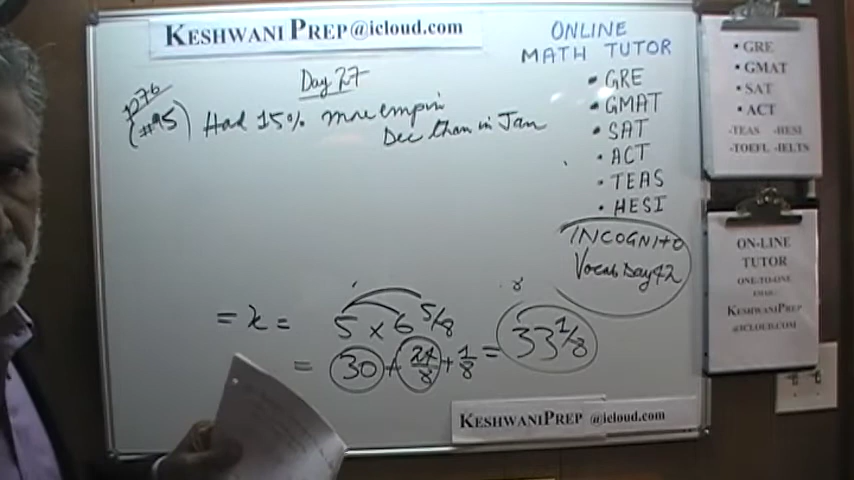 KESHWANI PREP@icloud.com
Day 27
p276
(#95) Had 15% more emp in
Dec than in Jan
ONLINE
MATH TUTOR
• GRE
• GMAT
• SAT
• ACT
• TEAS
• HESI
INCOGNITO
Vocab Day 42
= x = 5 × 6 5/8
= 30 + 24/8 + 1/8 = 33 1/8
KESHWANIPREP @icloud.com
• GRE
• GMAT
• SAT
• ACT
-TEAS -HESI
-TOEFL -IELTS
ON-LINE
TUTOR
ONE-TO-ONE
KESHWANIPREP
@ICLOUD.COM